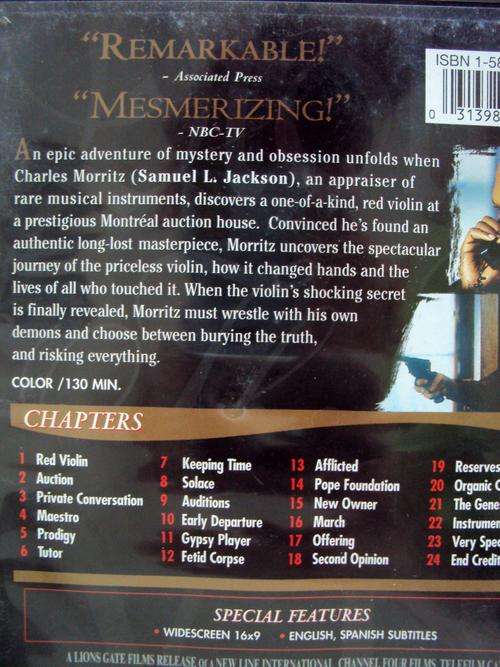 “REMARKABLE!”
– Associated Press
“MESMERIZING!”
- NBC-TV
ISBN 1-58
0 31398
An epic adventure of mystery and obsession unfolds when
Charles Morritz (Samuel L. Jackson), an appraiser of
rare musical instruments, discovers a one-of-a-kind, red violin at
a prestigious Montréal auction house. Convinced he's found an
authentic long-lost masterpiece, Morritz uncovers the spectacular
journey of the priceless violin, how it changed hands and the
lives of all who touched it. When the violin's shocking secret
is finally revealed, Morritz must wrestle with his own
demons and choose between burying the truth,
and risking everything.
COLOR /130 MIN.
CHAPTERS
1 Red Violin
2 Auction
3 Private Conversation
4 Maestro
5 Prodigy
6 Tutor
7 Keeping Time
8 Solace
9 Auditions
10 Early Departure
11 Gypsy Player
12 Fetid Corpse
13 Afflicted
14 Pope Foundation
15 New Owner
16 March
17 Offering
18 Second Opinion
19 Reserves
20 Organic
21 The Gene
22 Instrumen
23 Very Spec
24 End Credit
SPECIAL FEATURES
• WIDESCREEN 16x9 • ENGLISH, SPANISH SUBTITLES
A LIONS GATE FILMS RELEASE OF A NEW LINE INTERNATIONAL, CHANNEL FOUR FILMS,